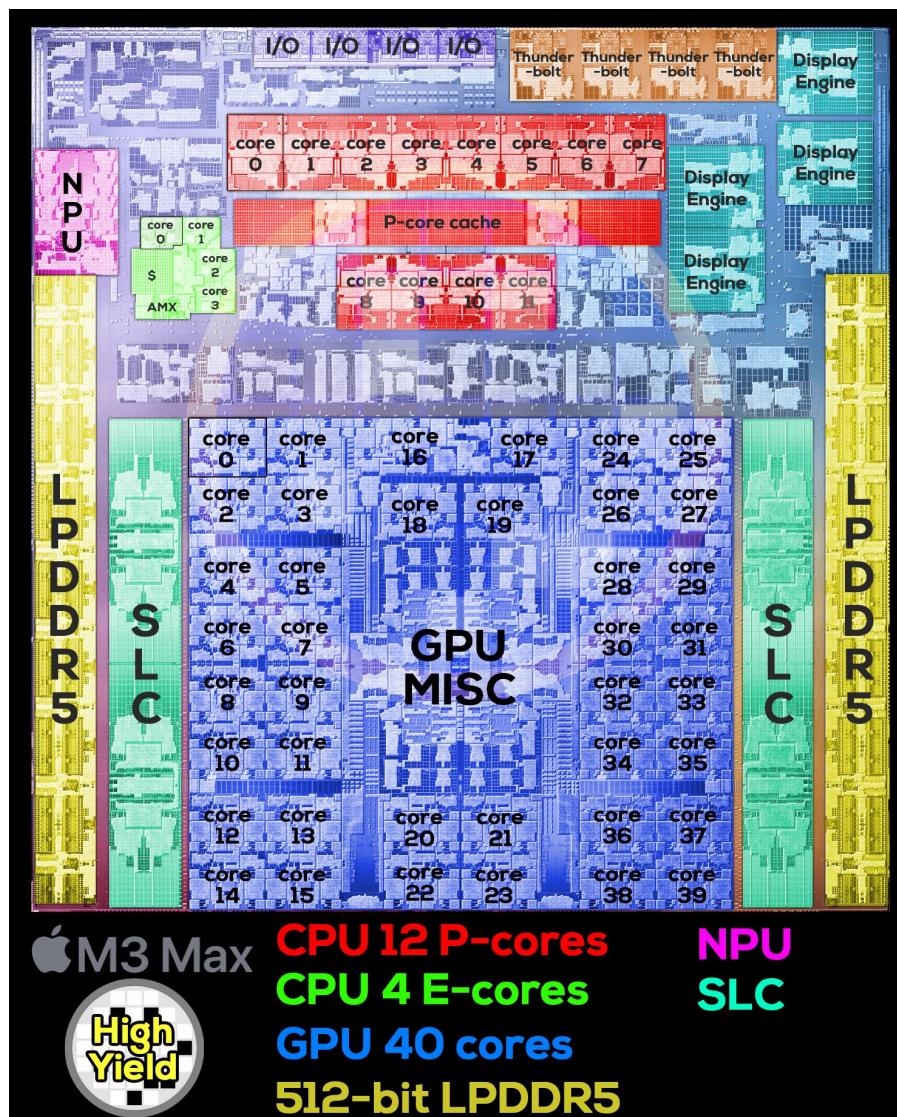 I/O I/O I/O I/O
Thunder
-bolt
Thunder
-bolt
Thunder
-bolt
Thunder
-bolt
Display
Engine
core
0
1
core
2
core
3
core
4
core
5
core
6
core
7
Display
Engine
Display
Engine
Display
Engine
NPU
P-core cache
core
0
core
1
core
2
core
3
$
AMX
core
8
core
9
core
10
core
11
LPDDR5
SLC
core
0
core
1
core
2
core
3
core
4
core
5
core
6
core
7
core
8
core
9
core
10
core
11
core
12
core
13
core
14
core
15
core
16
core
17
core
18
core
19
GPU
MISC
core
20
core
21
core
22
core
23
core
24
core
25
core
26
core
27
core
28
core
29
core
30
core
31
core
32
core
33
core
34
core
35
core
36
core
37
core
38
core
39
SLC
LPDDR5
M3 Max
High
Yield
CPU 12 P-cores
CPU 4 E-cores
GPU 40 cores
512-bit LPDDR5
NPU
SLC